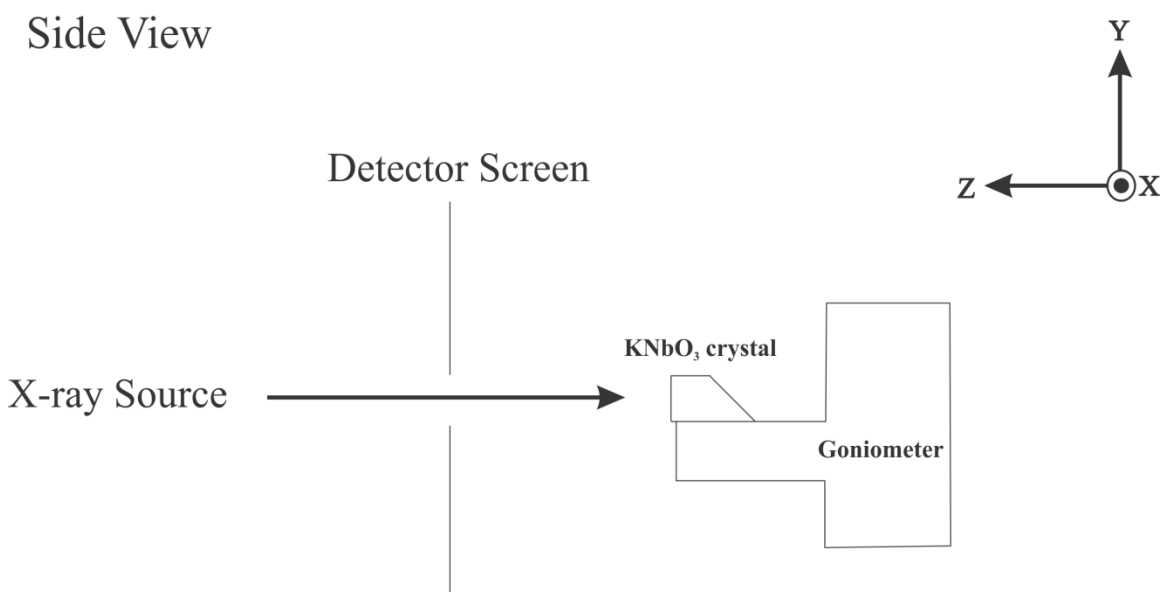 Side View
Y
Detector Screen
Z
X
KNbO₃ crystal
X-ray Source
Goniometer